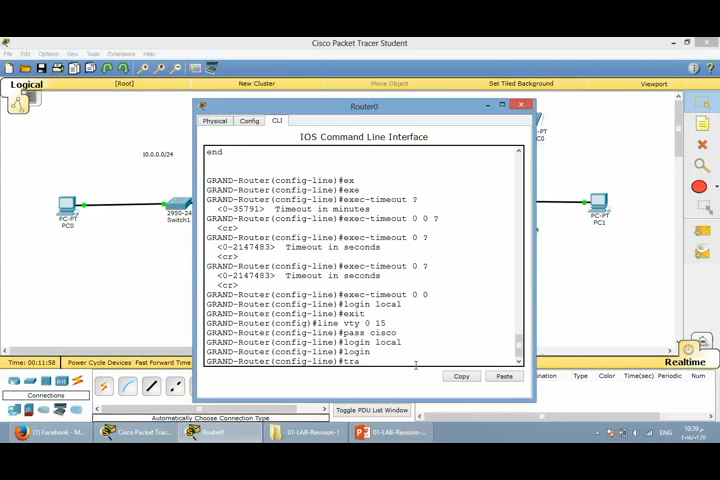 Cisco Packet Tracer Student
File Edit Options View Tools Extensions Help
Logical
[Root]
New Cluster
Move Object
Set Tiled Background
Viewport
Router0
Physical
Config
CLI
IOS Command Line Interface
end
GRAND-Router(config-line)#ex
GRAND-Router(config-line)#exe
GRAND-Router(config-line)#exec-timeout ?
<0-35791> Timeout in minutes
GRAND-Router(config-line)#exec-timeout 0 0 ?
<cr>
GRAND-Router(config-line)#exec-timeout 0 ?
<0-2147483> Timeout in seconds
<cr>
GRAND-Router(config-line)#exec-timeout 0 ?
<0-2147483> Timeout in seconds
<cr>
GRAND-Router(config-line)#exec-timeout 0 0
GRAND-Router(config-line)#login local
GRAND-Router(config-line)#exit
GRAND-Router(config)#line vty 0 15
GRAND-Router(config-line)#pass cisco
GRAND-Router(config-line)#login local
GRAND-Router(config-line)#login
GRAND-Router(config-line)#tra
Copy
Paste
10.0.0.0/24
PC-PT
PC0
2950-24
Switch1
PC-PT
PC1
Time: 00:11:58
Power Cycle Devices Fast Forward Time
Realtime
Connections
Automatically Choose Connection Type
Toggle PDU List Window
Type
Color
Time(sec)
Periodic
Num
(1) Facebook - M...
Cisco Packet Trac...
Router0
01-LAB-Revision-1
01-LAB-Revision-...
ENG